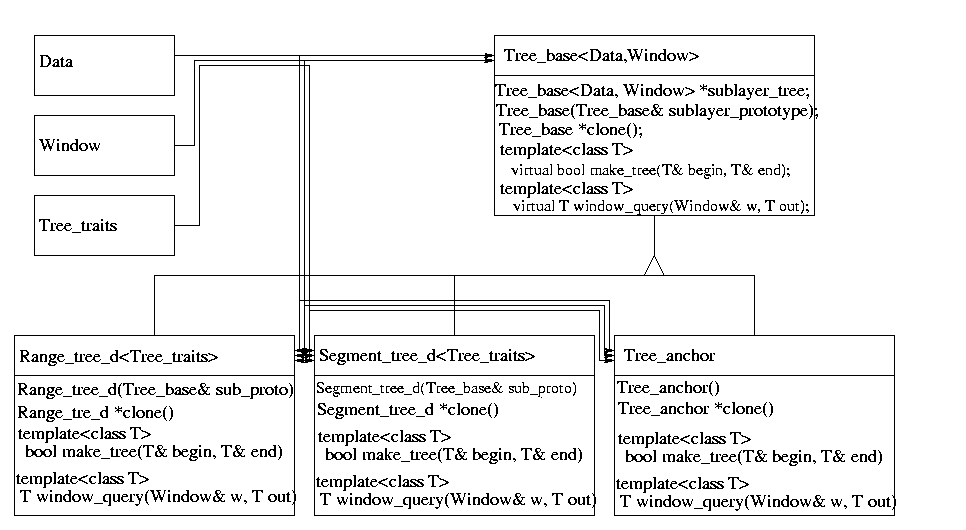 Data
Window
Tree_traits
Tree_base<Data,Window>
Tree_base<Data, Window> *sublayer_tree;
Tree_base(Tree_base& sublayer_prototype);
Tree_base *clone();
template<class T>
virtual bool make_tree(T& begin, T& end);
template<class T>
virtual T window_query(Window& w, T out);
Range_tree_d<Tree_traits>
Range_tree_d(Tree_base& sub_proto)
Range_tre_d *clone()
template<class T>
bool make_tree(T& begin, T& end)
template<class T>
T window_query(Window& w, T out)
Segment_tree_d<Tree_traits>
Segment_tree_d(Tree_base& sub_proto)
Segment_tree_d *clone()
template<class T>
bool make_tree(T& begin, T& end)
template<class T>
T window_query(Window& w, T out)
Tree_anchor
Tree_anchor()
Tree_anchor *clone()
template<class T>
bool make_tree(T& begin, T& end)
template<class T>
T window_query(Window& w, T out)